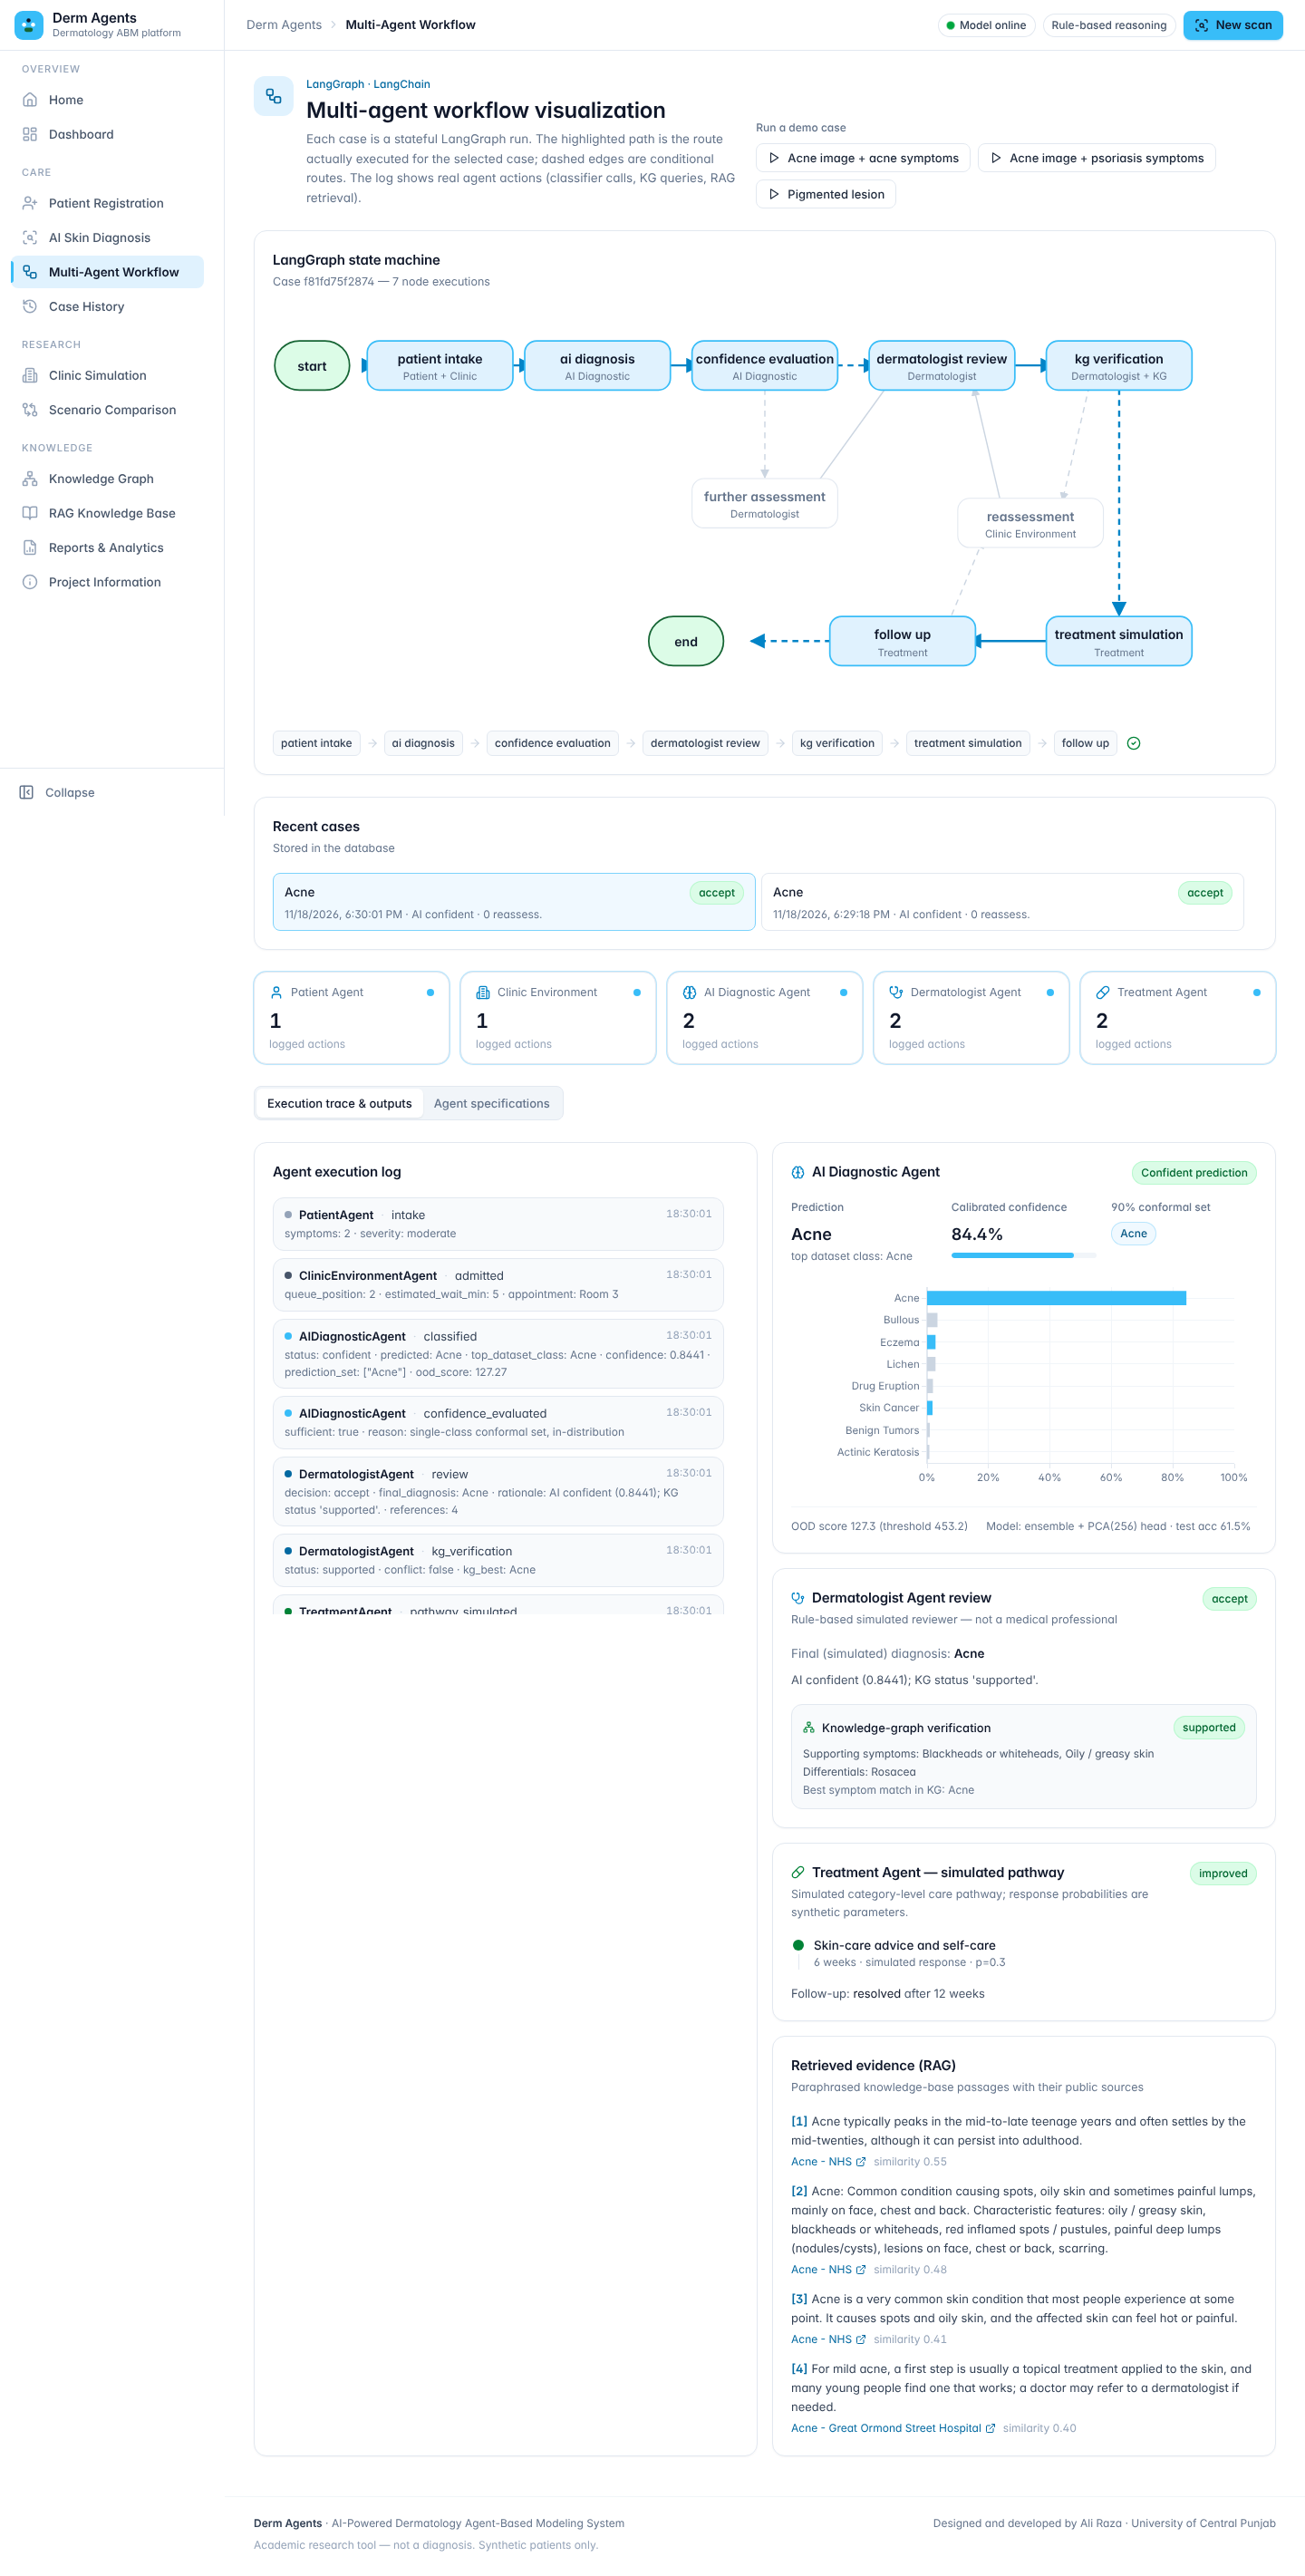 Derm Agents
Dermatology ABM platform
OVERVIEW
Home
Dashboard
CARE
Patient Registration
AI Skin Diagnosis
Multi-Agent Workflow
Case History
RESEARCH
Clinic Simulation
Scenario Comparison
KNOWLEDGE
Knowledge Graph
RAG Knowledge Base
Reports & Analytics
Project Information
Collapse
Derm Agents
Multi-Agent Workflow
Model online
Rule-based reasoning
New scan
LangGraph · LangChain
Multi-agent workflow visualization
Each case is a stateful LangGraph run. The highlighted path is the route
actually executed for the selected case; dashed edges are conditional
routes. The log shows real agent actions (classifier calls, KG queries, RAG
retrieval).
Run a demo case
Acne image + acne symptoms
Acne image + psoriasis symptoms
Pigmented lesion
LangGraph state machine
Case f81fd75f2874 — 7 node executions
start
patient intake
Patient + Clinic
ai diagnosis
AI Diagnostic
confidence evaluation
AI Diagnostic
dermatologist review
Dermatologist
kg verification
Dermatologist + KG
further assessment
Dermatologist
reassessment
Clinic Environment
end
follow up
Treatment
treatment simulation
Treatment
patient intake
ai diagnosis
confidence evaluation
dermatologist review
kg verification
treatment simulation
follow up
Recent cases
Stored in the database
Acne
accept
11/18/2026, 6:30:01 PM · AI confident · 0 reassess.
Acne
accept
11/18/2026, 6:29:18 PM · AI confident · 0 reassess.
Patient Agent
1
logged actions
Clinic Environment
1
logged actions
AI Diagnostic Agent
2
logged actions
Dermatologist Agent
2
logged actions
Treatment Agent
2
logged actions
Execution trace & outputs
Agent specifications
Agent execution log
PatientAgent · intake 18:30:01
symptoms: 2 · severity: moderate
ClinicEnvironmentAgent · admitted 18:30:01
queue_position: 2 · estimated_wait_min: 5 · appointment: Room 3
AIDiagnosticAgent · classified 18:30:01
status: confident · predicted: Acne · top_dataset_class: Acne · confidence: 0.8441 ·
prediction_set: ["Acne"] · ood_score: 127.27
AIDiagnosticAgent · confidence_evaluated 18:30:01
sufficient: true · reason: single-class conformal set, in-distribution
DermatologistAgent · review 18:30:01
decision: accept · final_diagnosis: Acne · rationale: AI confident (0.8441); KG
status 'supported'. · references: 4
DermatologistAgent · kg_verification 18:30:01
status: supported · conflict: false · kg_best: Acne
TreatmentAgent · pathway_simulated 18:30:01
AI Diagnostic Agent
Confident prediction
Prediction
Acne
top dataset class: Acne
Calibrated confidence
84.4%
90% conformal set
Acne
Acne
Bullous
Eczema
Lichen
Drug Eruption
Skin Cancer
Benign Tumors
Actinic Keratosis
0% 20% 40% 60% 80% 100%
OOD score 127.3 (threshold 453.2)
Model: ensemble + PCA(256) head · test acc 61.5%
Dermatologist Agent review
accept
Rule-based simulated reviewer — not a medical professional
Final (simulated) diagnosis: Acne
AI confident (0.8441); KG status 'supported'.
Knowledge-graph verification
supported
Supporting symptoms: Blackheads or whiteheads, Oily / greasy skin
Differentials: Rosacea
Best symptom match in KG: Acne
Treatment Agent — simulated pathway
improved
Simulated category-level care pathway; response probabilities are
synthetic parameters.
Skin-care advice and self-care
6 weeks · simulated response · p=0.3
Follow-up: resolved after 12 weeks
Retrieved evidence (RAG)
Paraphrased knowledge-base passages with their public sources
[1] Acne typically peaks in the mid-to-late teenage years and often settles by the
mid-twenties, although it can persist into adulthood.
Acne - NHS similarity 0.55
[2] Acne: Common condition causing spots, oily skin and sometimes painful lumps,
mainly on face, chest and back. Characteristic features: oily / greasy skin,
blackheads or whiteheads, red inflamed spots / pustules, painful deep lumps
(nodules/cysts), lesions on face, chest or back, scarring.
Acne - NHS similarity 0.48
[3] Acne is a very common skin condition that most people experience at some
point. It causes spots and oily skin, and the affected skin can feel hot or painful.
Acne - NHS similarity 0.41
[4] For mild acne, a first step is usually a topical treatment applied to the skin, and
many young people find one that works; a doctor may refer to a dermatologist if
needed.
Acne - Great Ormond Street Hospital similarity 0.40
Derm Agents · AI-Powered Dermatology Agent-Based Modeling System
Academic research tool — not a diagnosis. Synthetic patients only.
Designed and developed by Ali Raza · University of Central Punjab